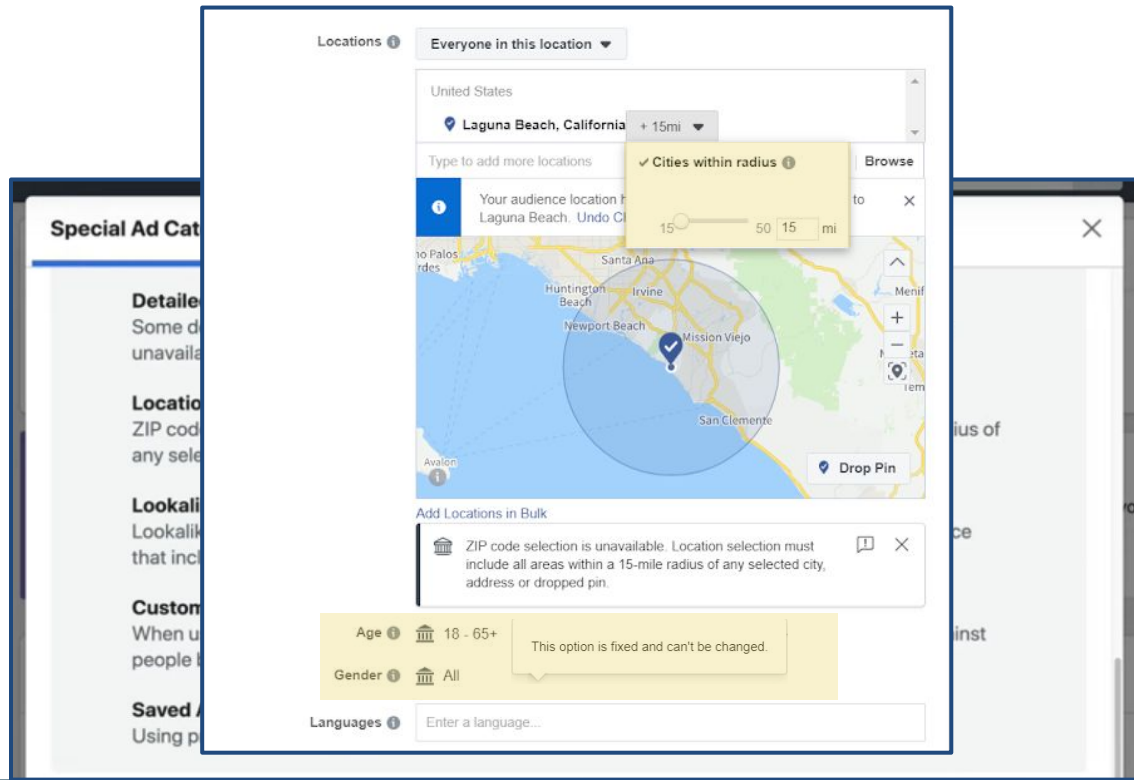 Locations
Everyone in this location
United States
Laguna Beach, California + 15mi
Type to add more locations
Browse
Cities within radius
15 50 15 mi
Your audience location to
Laguna Beach. Undo
Santa Ana
Huntington
Beach
Irvine
Menif
Newport Beach
Mission Viejo
San Clemente
Avalon
Drop Pin
Add Locations in Bulk
ZIP code selection is unavailable. Location selection must
include all areas within a 15-mile radius of any selected city,
address or dropped pin.
Age 18 - 65+
This option is fixed and can't be changed.
Gender All
Languages Enter a language...
Special Ad Cat
Detaile
Some d
unavaila
Locatio
ZIP cod ius of
any sele
Lookali
Lookalik ce
that incl
Custom
When u inst
people b
Saved
Using p